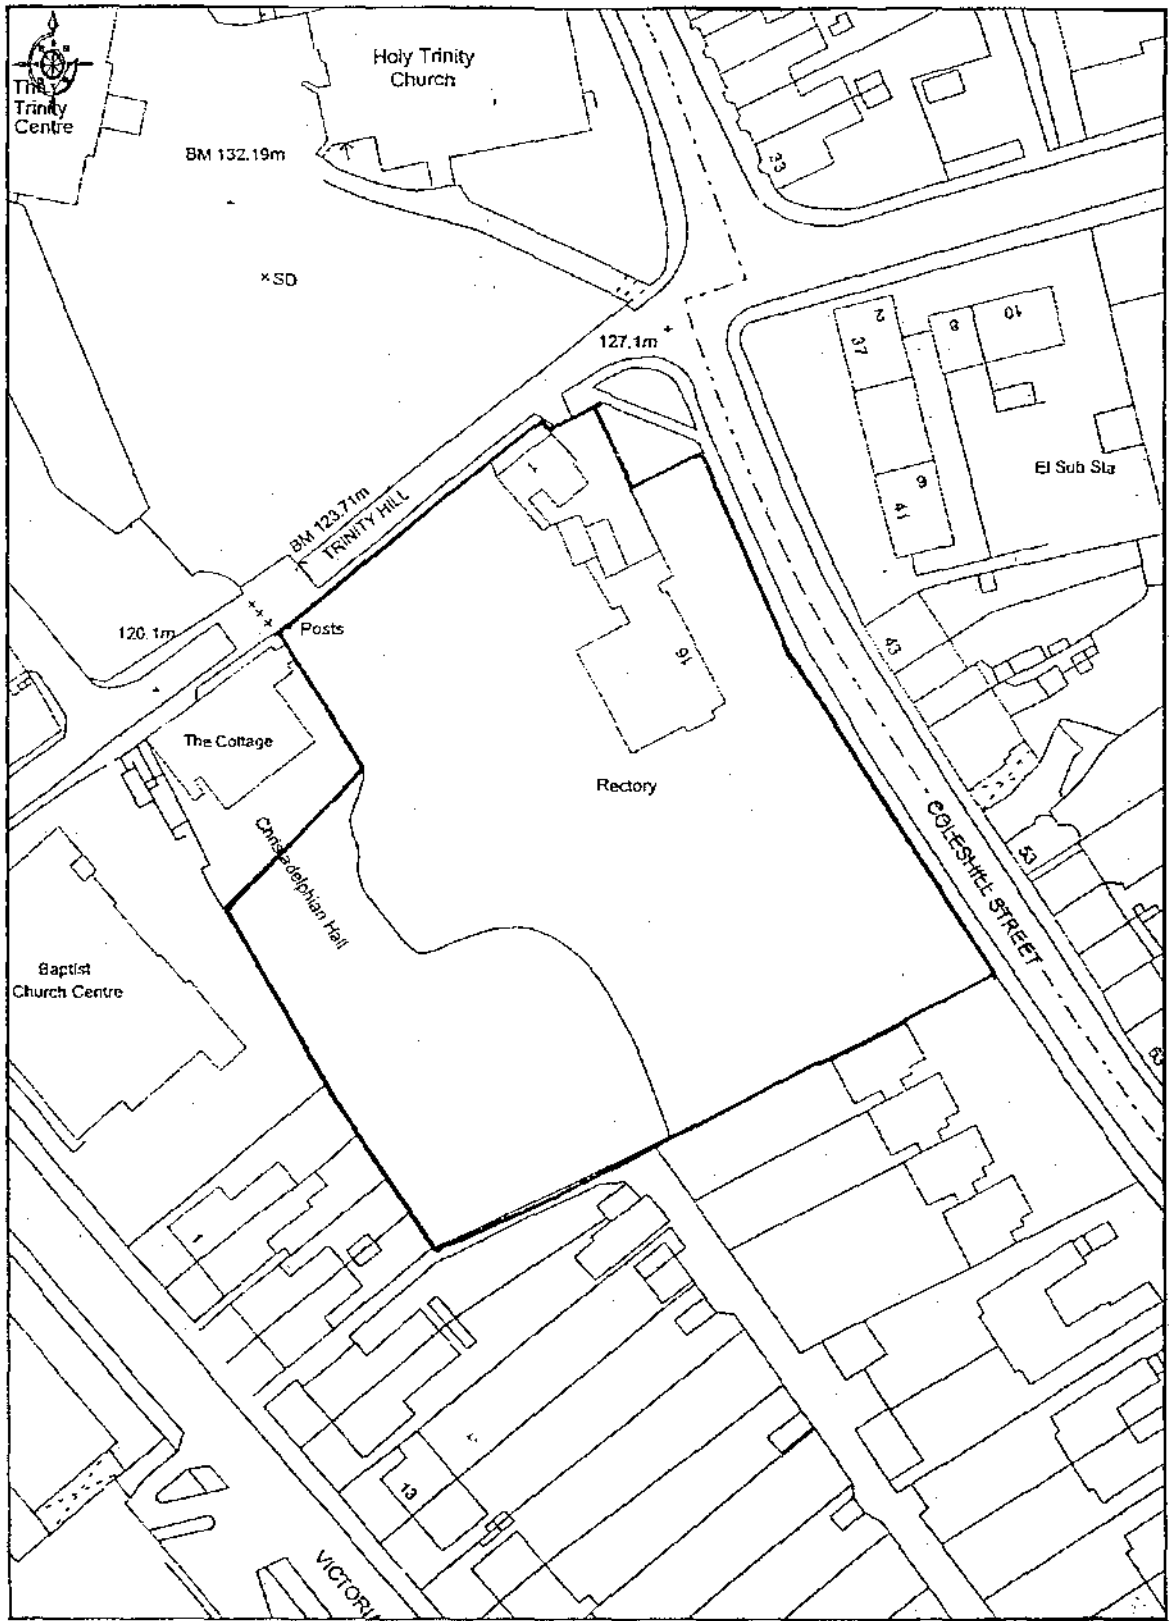 Holy Trinity
Church
Trinity
Centre
BM 132.19m
33
SD
127.1m
2
37
8
10
El Sub Sta
9
41
1
BM 123.71m
TRINITY HILL
120.1m
Posts
43
16
The Cottage
Rectory
COLESHILL STREET
53
Christadelphian Hall
Baptist
Church Centre
63
1
13
VICTORI